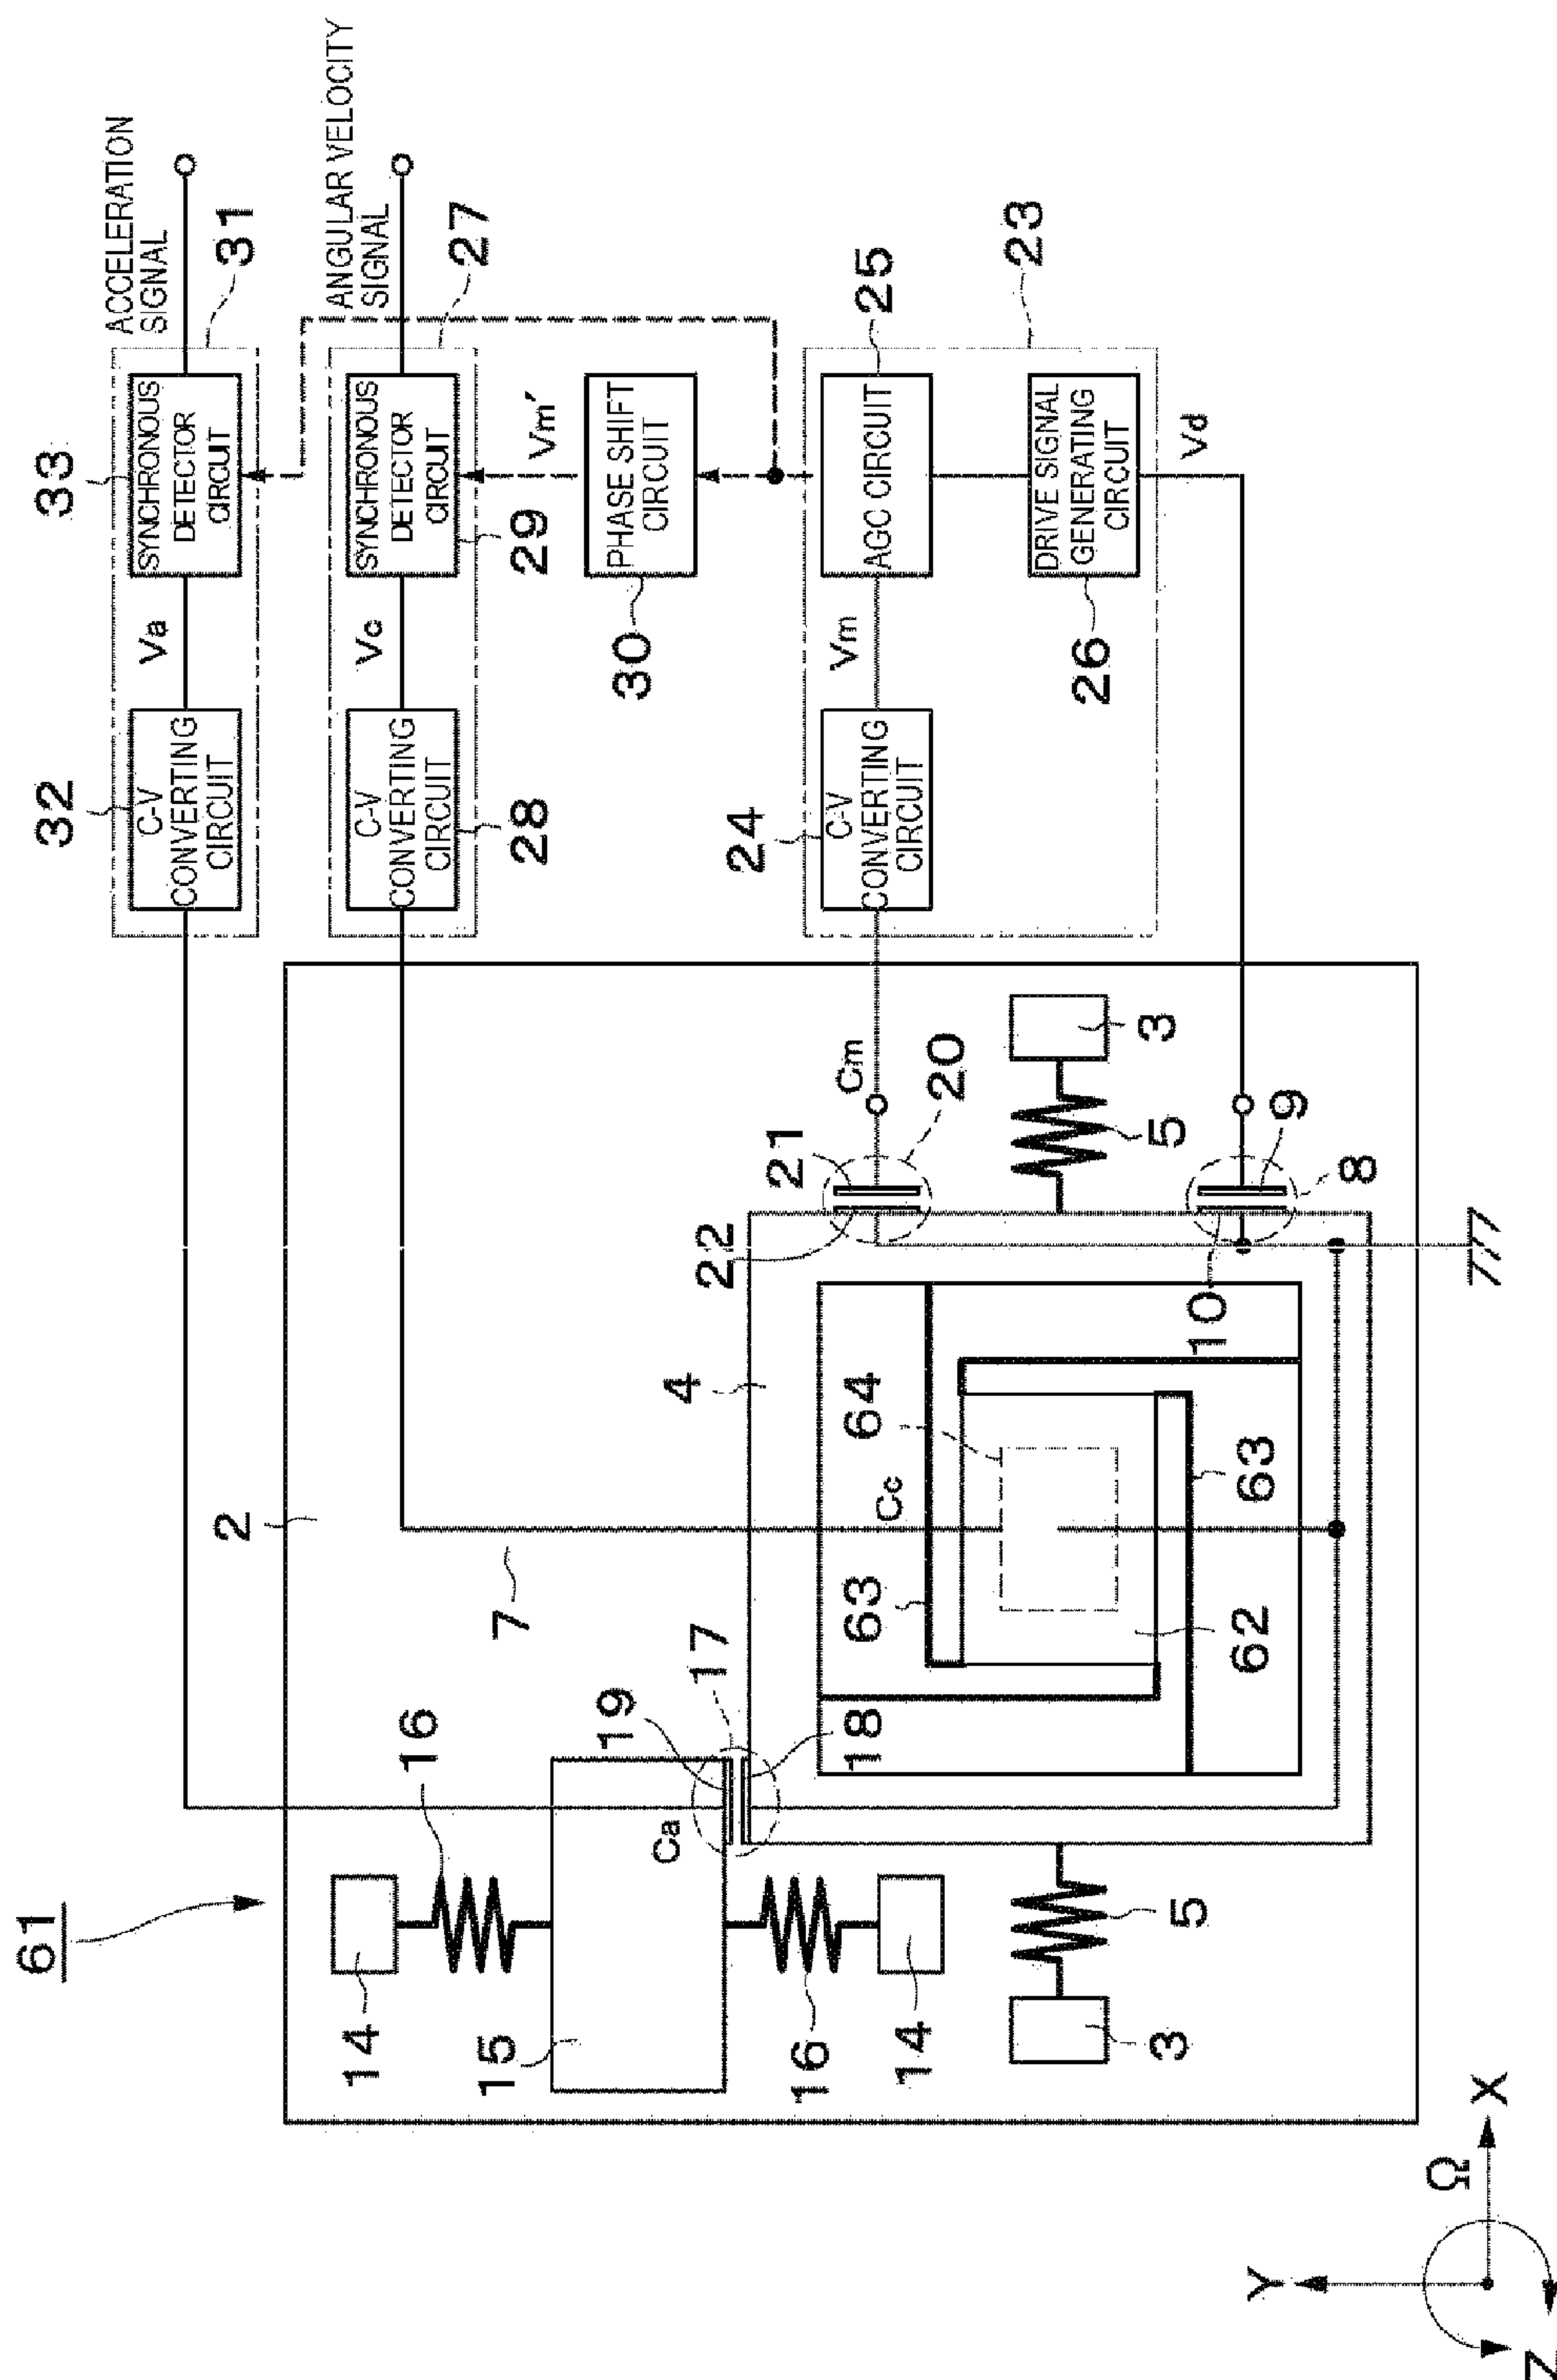 61
32
33
ACCELERATION
SIGNAL
C-V
CONVERTING
CIRCUIT
Va
SYNCHRONOUS
DETECTOR
CIRCUIT
31
2
14
16
ANGULAR VELOCITY
SIGNAL
C-V
CONVERTING
CIRCUIT
Vc
SYNCHRONOUS
DETECTOR
CIRCUIT
27
15
7
28
29
Vm'
19
Ca
17
PHASE SHIFT
CIRCUIT
30
4
16
18
14
22
21
Cm
20
24
C-V
CONVERTING
CIRCUIT
Vm
AGC CIRCUIT
25
63
64
Cc
23
DRIVE SIGNAL
GENERATING
CIRCUIT
26
Vd
3
5
62
63
10
5
3
9
8
Y
Ω
X
Z